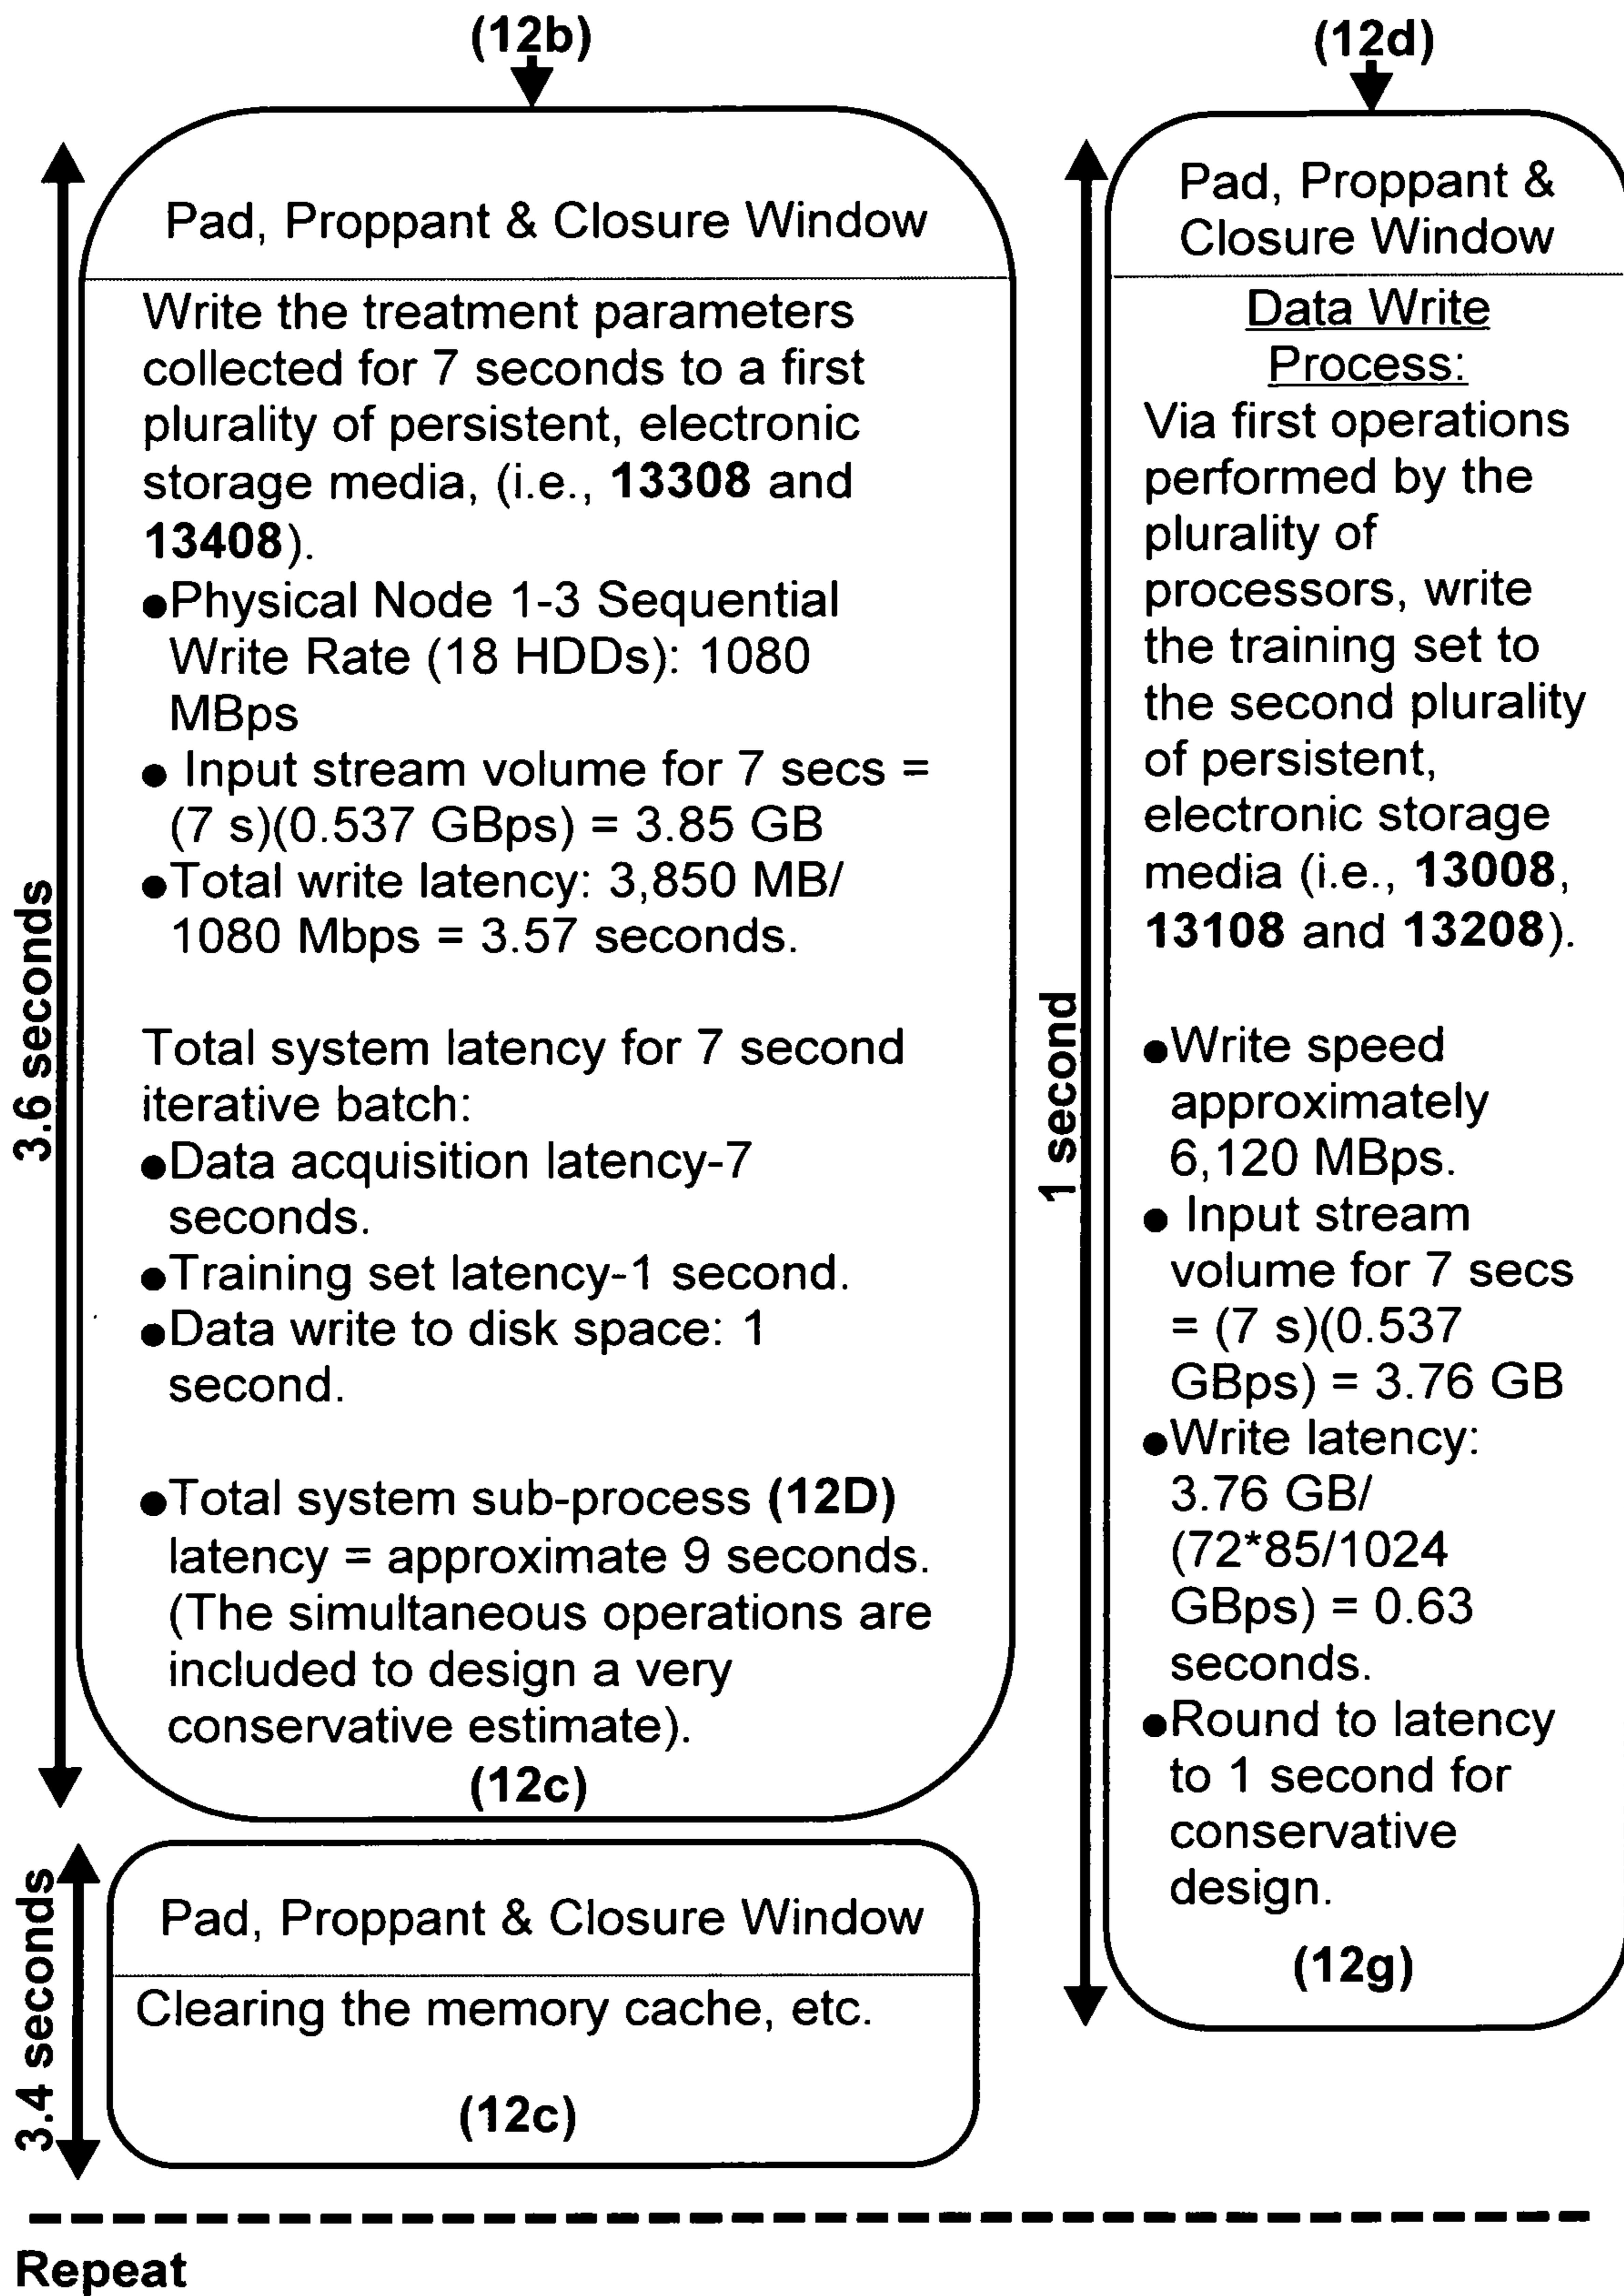 (12b)
3.6 seconds
Pad, Proppant & Closure Window
Write the treatment parameters
collected for 7 seconds to a first
plurality of persistent, electronic
storage media, (i.e., 13308 and
13408).
●Physical Node 1-3 Sequential
Write Rate (18 HDDs): 1080
MBps
● Input stream volume for 7 secs =
(7 s)(0.537 GBps) = 3.85 GB
●Total write latency: 3,850 MB/
1080 Mbps = 3.57 seconds.
Total system latency for 7 second
iterative batch:
●Data acquisition latency-7
seconds.
●Training set latency-1 second.
●Data write to disk space: 1
second.
●Total system sub-process (12D)
latency = approximate 9 seconds.
(The simultaneous operations are
included to design a very
conservative estimate).
(12c)
3.4 seconds
Pad, Proppant & Closure Window
Clearing the memory cache, etc.
(12c)
(12d)
1 second
Pad, Proppant &
Closure Window
Data Write
Process:
Via first operations
performed by the
plurality of
processors, write
the training set to
the second plurality
of persistent,
electronic storage
media (i.e., 13008,
13108 and 13208).
●Write speed
approximately
6,120 MBps.
● Input stream
volume for 7 secs
= (7 s)(0.537
GBps) = 3.76 GB
●Write latency:
3.76 GB/
(72*85/1024
GBps) = 0.63
seconds.
●Round to latency
to 1 second for
conservative
design.
(12g)
Repeat